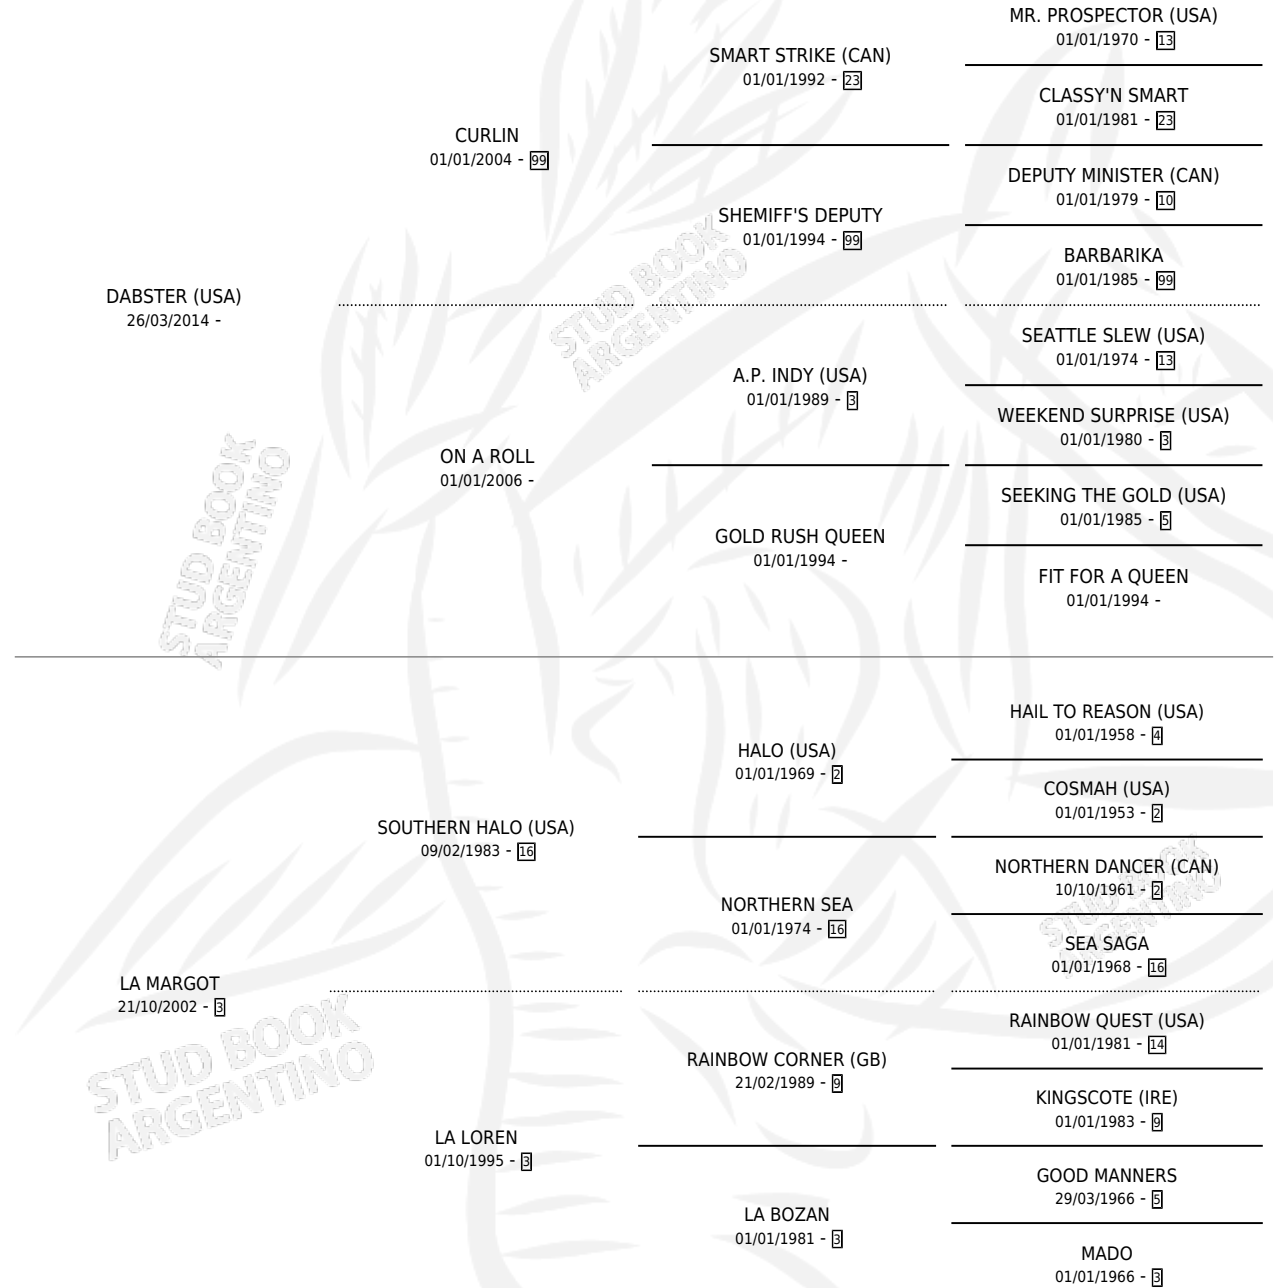 MR. PROSPECTOR (USA)
01/01/1970 - 13
SMART STRIKE (CAN)
01/01/1992 - 23
CLASSY'N SMART
01/01/1981 - 23
CURLIN
01/01/2004 - 99
DEPUTY MINISTER (CAN)
01/01/1979 - 10
SHEMIFF'S DEPUTY
01/01/1994 - 99
BARBARIKA
01/01/1985 - 99
DABSTER (USA)
26/03/2014 -
STUD BOOK
ARGENTINO
SEATTLE SLEW (USA)
01/01/1974 - 13
A.P. INDY (USA)
01/01/1989 - 3
WEEKEND SURPRISE (USA)
01/01/1980 - 3
ON A ROLL
01/01/2006 -
SEEKING THE GOLD (USA)
01/01/1985 - 5
GOLD RUSH QUEEN
01/01/1994 -
FIT FOR A QUEEN
01/01/1994 -
STUD BOOK
ARGENTINO
HAIL TO REASON (USA)
01/01/1958 - 4
HALO (USA)
01/01/1969 - 2
COSMAH (USA)
01/01/1953 - 2
SOUTHERN HALO (USA)
09/02/1983 - 16
NORTHERN DANCER (CAN)
10/10/1961 - 2
NORTHERN SEA
01/01/1974 - 16
STUD BOOK
ARGENTINO
SEA SAGA
01/01/1968 - 16
LA MARGOT
21/10/2002 - 3
RAINBOW QUEST (USA)
01/01/1981 - 14
RAINBOW CORNER (GB)
21/02/1989 - 9
STUD BOOK
ARGENTINO
KINGSCOTE (IRE)
01/01/1983 - 9
LA LOREN
01/10/1995 - 3
GOOD MANNERS
29/03/1966 - 5
LA BOZAN
01/01/1981 - 3
MADO
01/01/1966 - 3